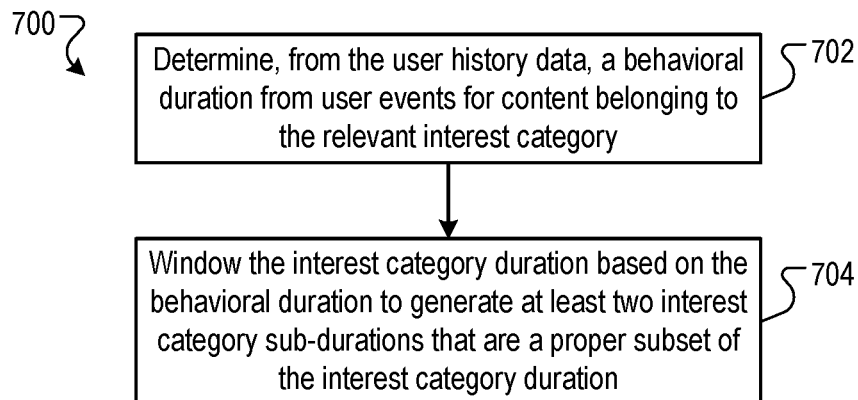 700
Determine, from the user history data, a behavioral
duration from user events for content belonging to
the relevant interest category
702
Window the interest category duration based on the
behavioral duration to generate at least two interest
category sub-durations that are a proper subset of
the interest category duration
704